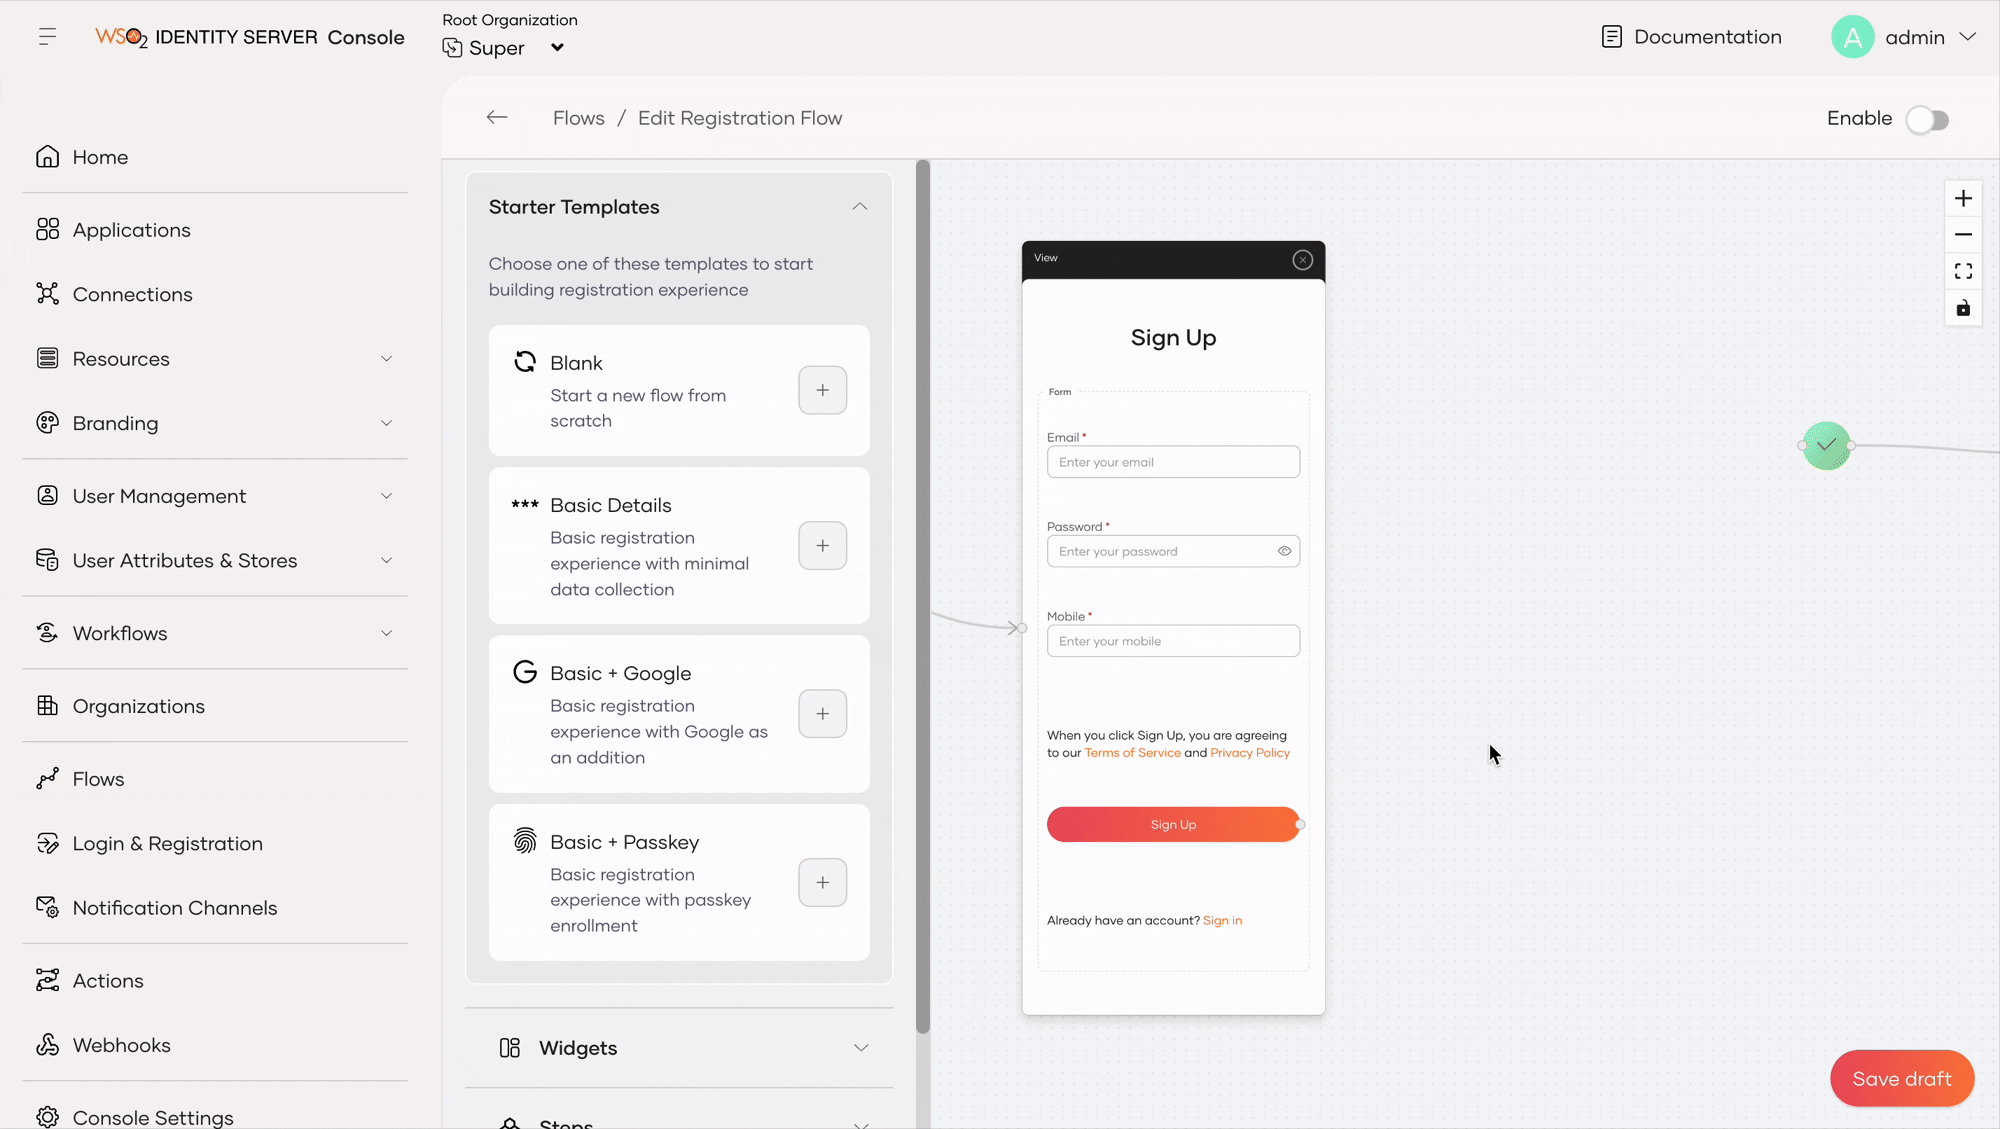 WSO2 IDENTITY SERVER Console
Root Organization
Super
Documentation
A
admin
Flows / Edit Registration Flow
Enable
Home
Applications
Connections
Resources
Branding
User Management
User Attributes & Stores
Workflows
Organizations
Flows
Login & Registration
Notification Channels
Actions
Webhooks
Console Settings
Starter Templates
Choose one of these templates to start
building registration experience
Blank
Start a new flow from
scratch
Basic Details
Basic registration
experience with minimal
data collection
Basic + Google
Basic registration
experience with Google as
an addition
Basic + Passkey
Basic registration
experience with passkey
enrollment
Widgets
Steps
View
Sign Up
Form
Email *
Enter your email
Password *
Enter your password
Mobile *
Enter your mobile
When you click Sign Up, you are agreeing
to our Terms of Service and Privacy Policy
Sign Up
Already have an account? Sign in
Save draft